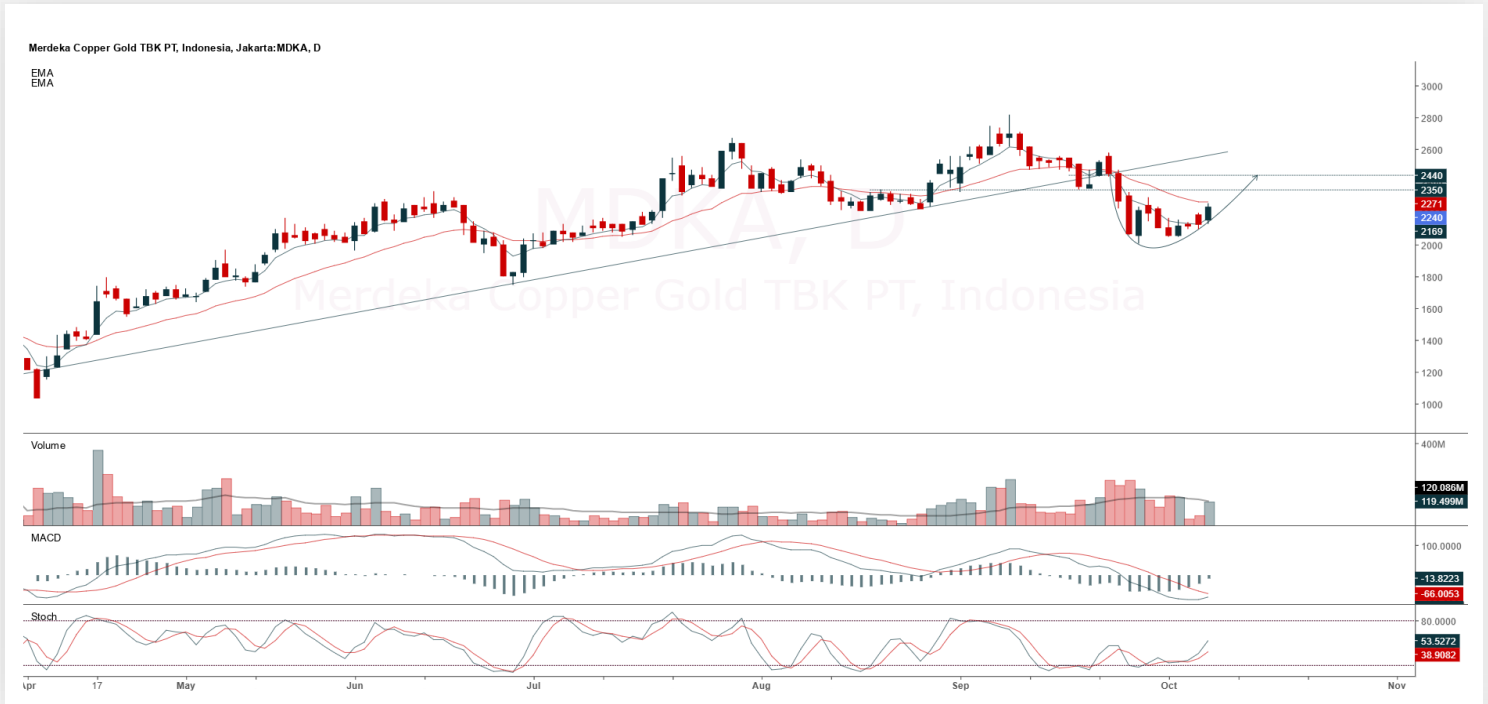 Merdeka Copper Gold TBK PT, Indonesia, Jakarta:MDKA, D
EMA
EMA
MDKA, D
Merdeka Copper Gold TBK PT, Indonesia
3000
2800
2600
2440
2350
2271
2240
2169
2000
1800
1600
1400
1200
1000
Volume
400M
120.086M
119.499M
MACD
100.0000
-13.8223
-66.0053
Stoch
80.0000
53.5272
38.9082
Apr 17 May Jun Jul Aug Sep Oct Nov